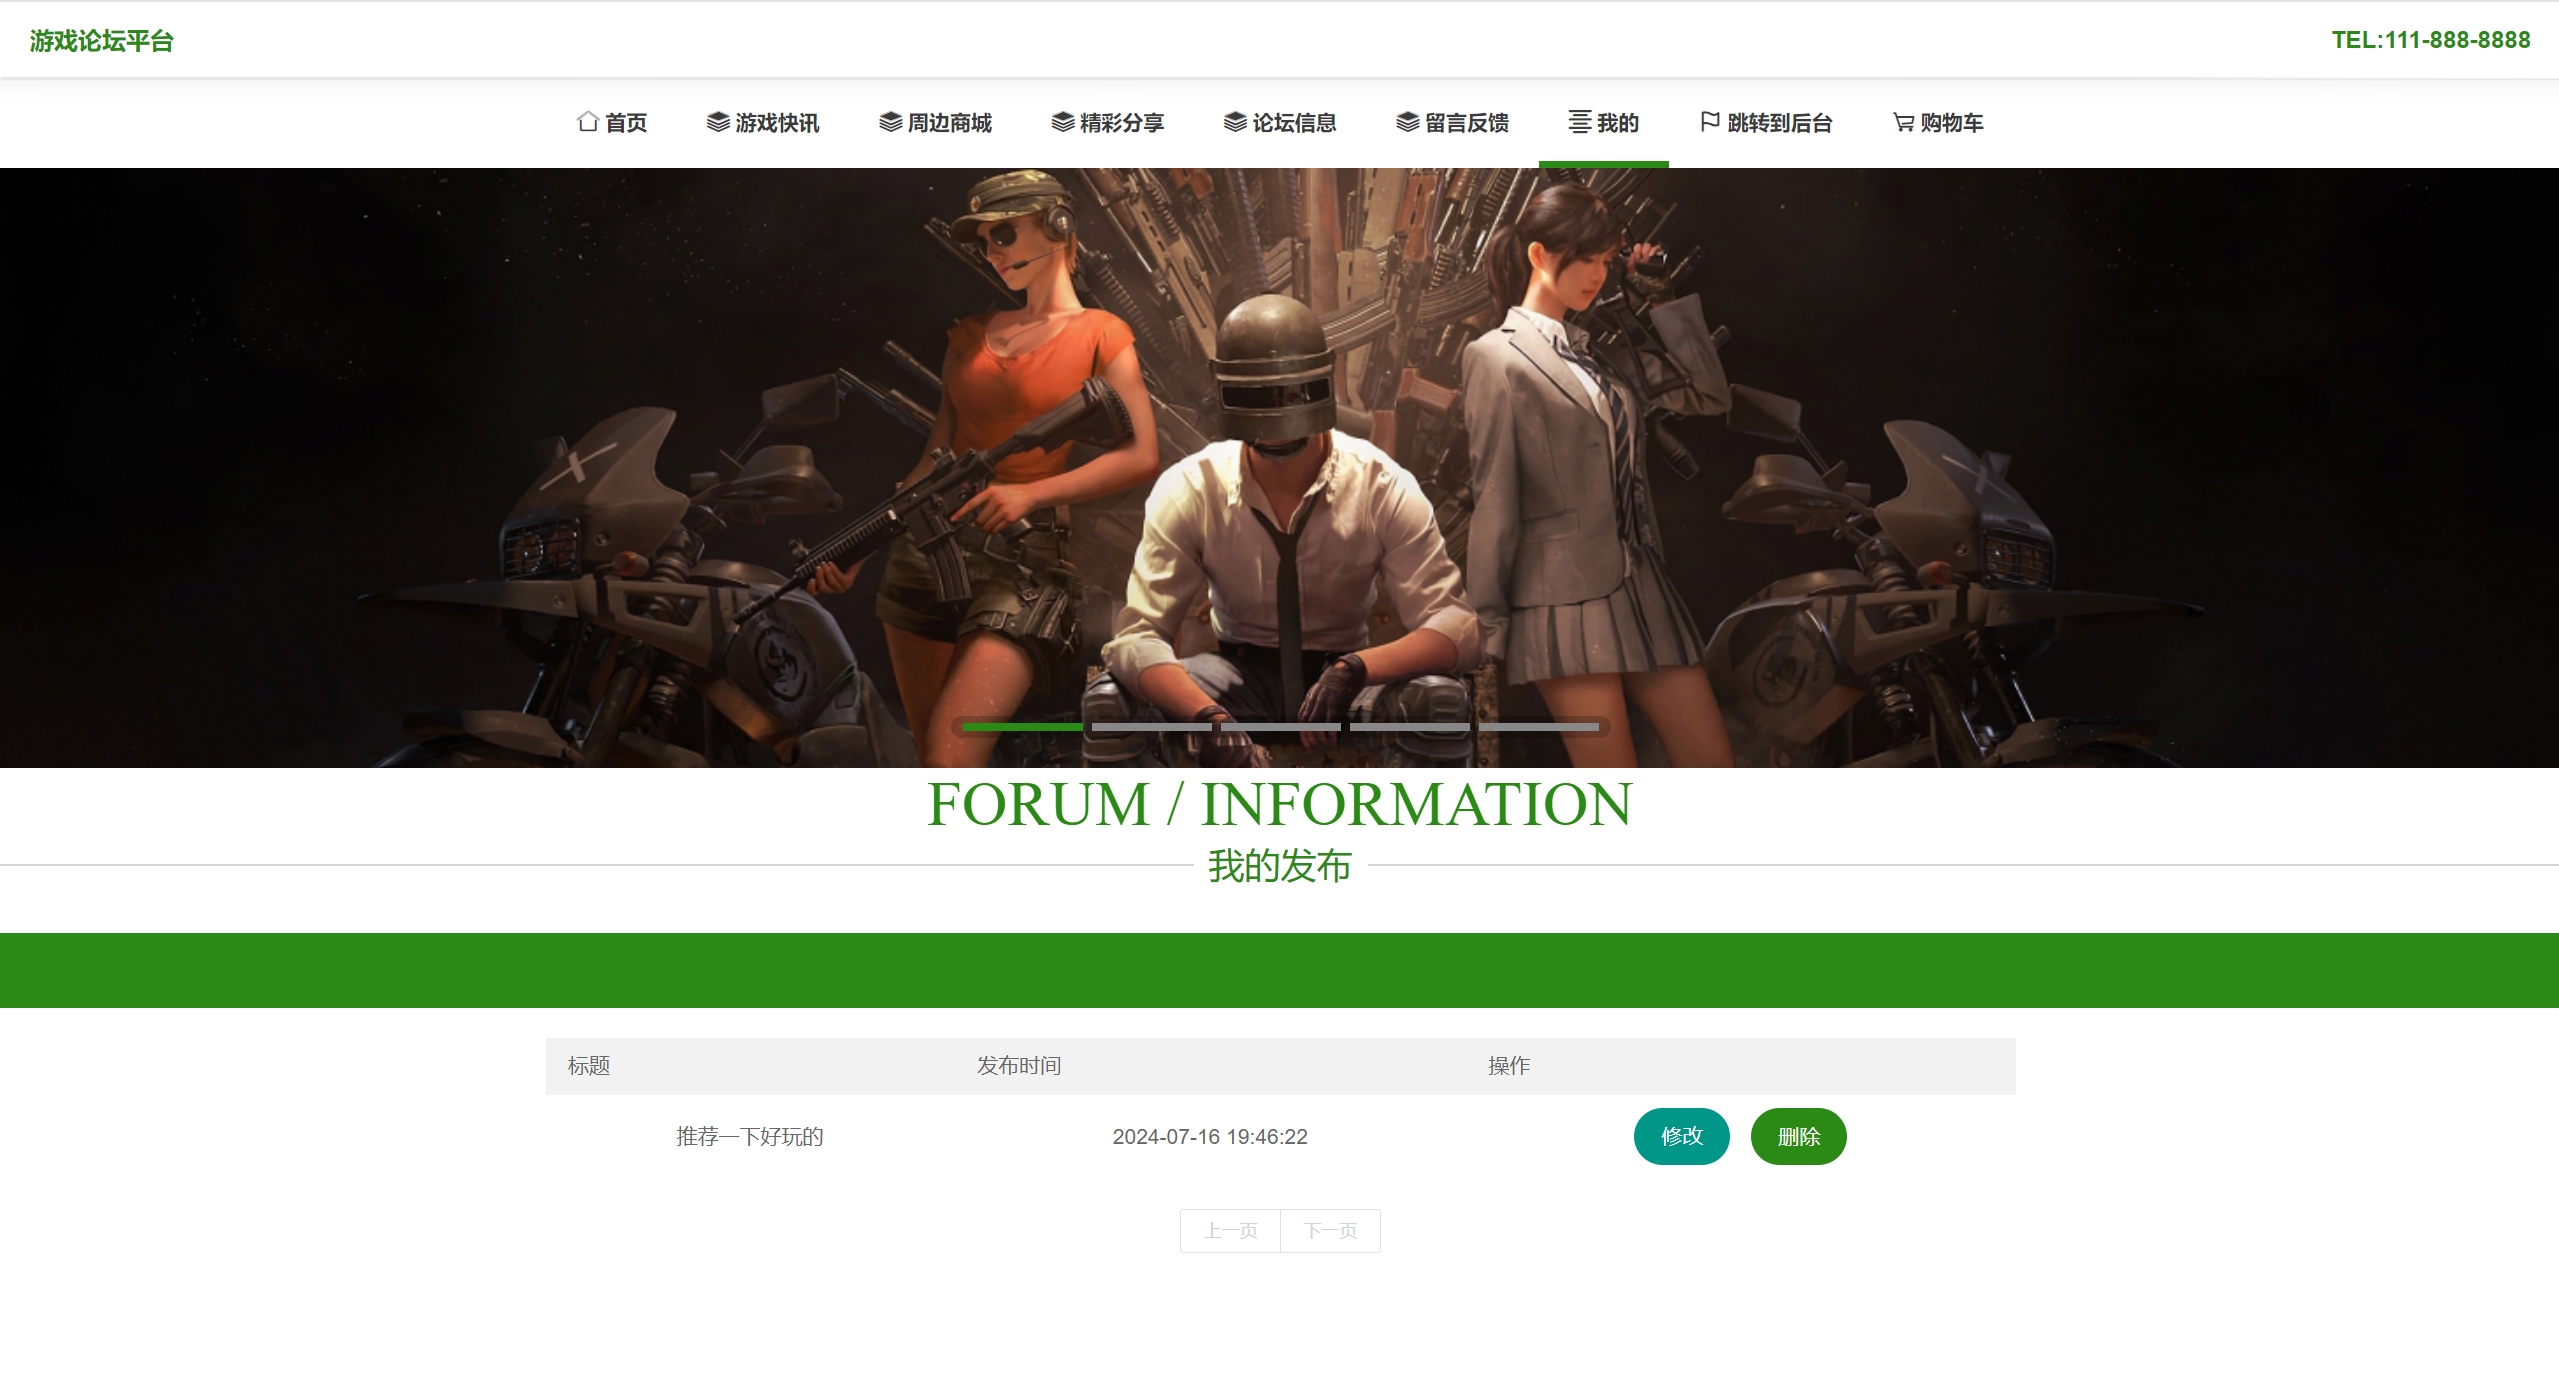 游戏论坛平台
TEL:111-888-8888
首页 游戏快讯 周边商城 精彩分享 论坛信息 留言反馈 我的 跳转到后台 购物车
FORUM / INFORMATION
我的发布
标题 发布时间 操作
推荐一下好玩的 2024-07-16 19:46:22 修改 删除
上一页 下一页